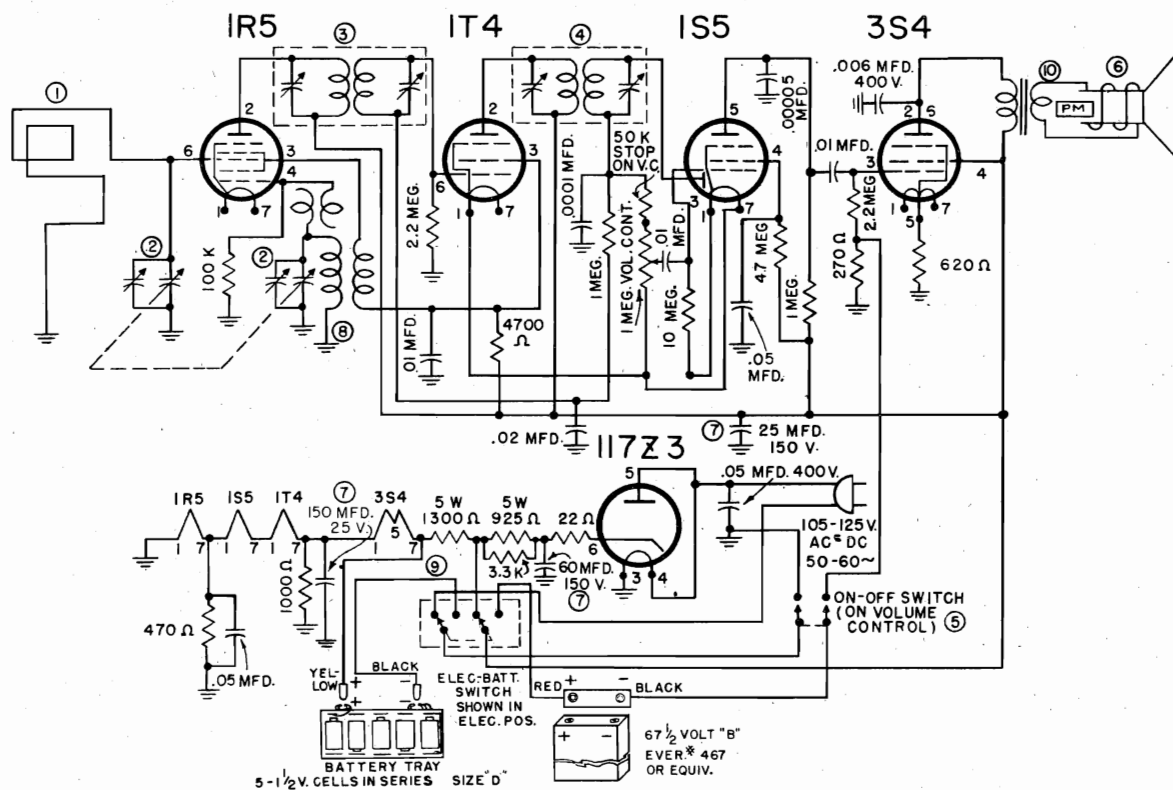 1R5
1T4
1S5
3S4
①
③
④
⑩
⑥
PM
.006 MFD.
400 V.
.00005
MFD.
2
2
5
2
6
6
3
4
1
7
6
3
1
7
4
3
1
7
3
4
1
7
5
50 K
STOP
ON V.C.
.01 MFD.
2.2 MEG.
270 Ω
620 Ω
②
②
100 K
⑧
2.2 MEG.
.0001 MFD.
1 MEG.
1 MEG. VOL. CONT.
.01
MFD.
10 MEG.
4.7 MEG
1 MEG.
.05
MFD.
.01 MFD.
4700
Ω
.02 MFD.
⑦
25 MFD.
150 V.
117Z3
5
6
3
4
.05 MFD. 400V.
105-125 V.
AC OR DC
50-60~
1R5
1S5
1T4
⑦
150 MFD.
25 V.
3S4
5
5 W
1300 Ω
5 W
925 Ω
22 Ω
1
7
1
7
1
7
1
7
3.3 K
60 MFD.
150 V.
⑦
1000 Ω
⑨
470 Ω
.05 MFD.
ON-OFF SWITCH
(ON VOLUME
CONTROL) ⑤
YEL-
LOW
+
BLACK
-
+
-
ELEC.-BATT.
SWITCH
SHOWN IN
ELEC. POS.
RED
+
-
BLACK
+
-
67 1/2 VOLT "B"
EVER. # 467
OR EQUIV.
BATTERY TRAY
5-1 1/2 V. CELLS IN SERIES SIZE "D"